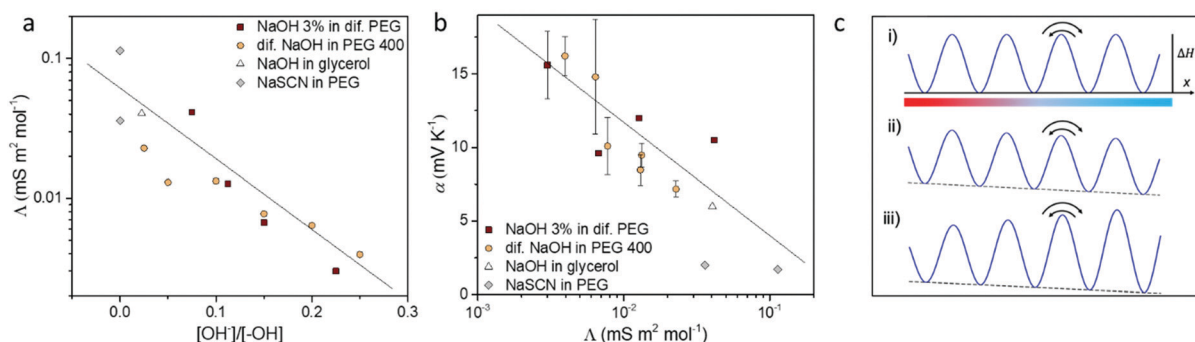 a
NaOH 3% in dif. PEG
dif. NaOH in PEG 400
NaOH in glycerol
NaSCN in PEG
0.1
0.01
Λ (mS m² mol⁻¹)
0.0 0.1 0.2 0.3
[OH⁻]/[-OH]
b
15
10
5
0
α (mV K⁻¹)
NaOH 3% in dif. PEG
dif. NaOH in PEG 400
NaOH in glycerol
NaSCN in PEG
10⁻³ 10⁻² 10⁻¹
Λ (mS m² mol⁻¹)
c
i)
ΔH
x
ii)
iii)